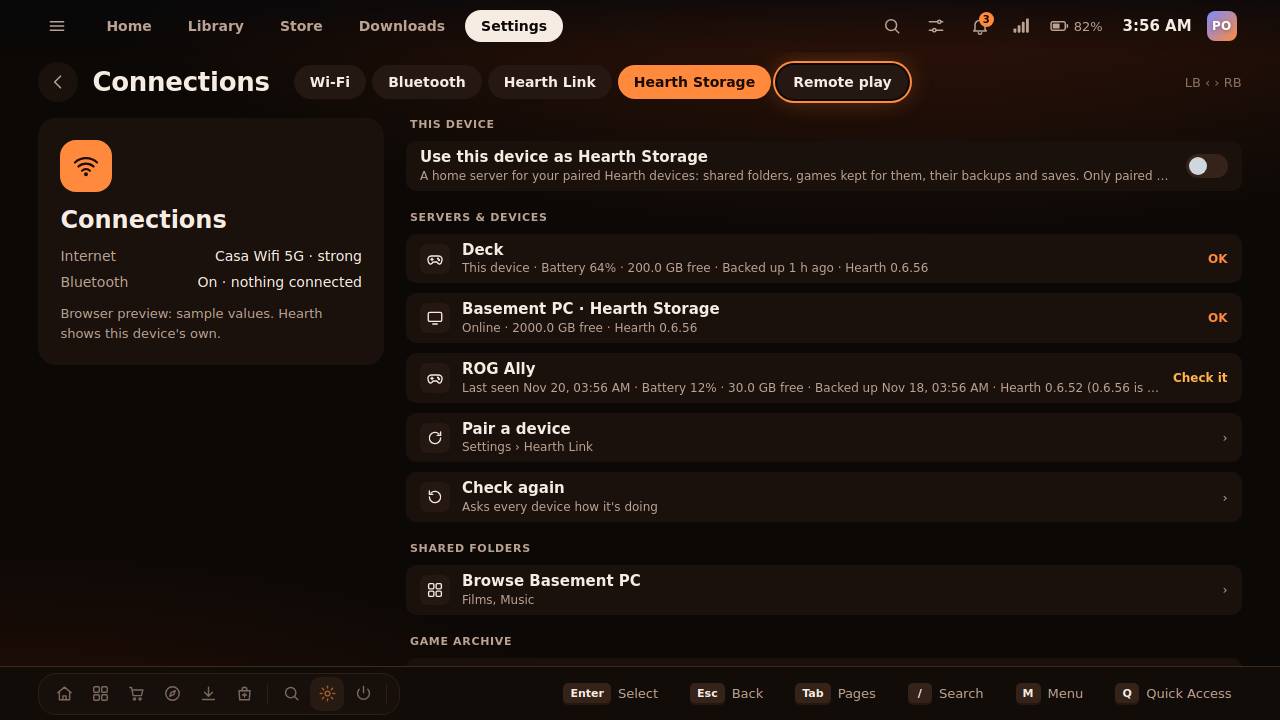 Home Library Store Downloads Settings 3 82% 3:56 AM PO
Connections Wi-Fi Bluetooth Hearth Link Hearth Storage Remote play LB ‹ › RB
Connections
Internet Casa Wifi 5G · strong
Bluetooth On · nothing connected
Browser preview: sample values. Hearth
shows this device's own.
THIS DEVICE
Use this device as Hearth Storage
A home server for your paired Hearth devices: shared folders, games kept for them, their backups and saves. Only paired ...
SERVERS & DEVICES
Deck
This device · Battery 64% · 200.0 GB free · Backed up 1 h ago · Hearth 0.6.56
OK
Basement PC · Hearth Storage
Online · 2000.0 GB free · Hearth 0.6.56
OK
ROG Ally
Last seen Nov 20, 03:56 AM · Battery 12% · 30.0 GB free · Backed up Nov 18, 03:56 AM · Hearth 0.6.52 (0.6.56 is ...
Check it
Pair a device
Settings › Hearth Link
›
Check again
Asks every device how it's doing
›
SHARED FOLDERS
Browse Basement PC
Films, Music
›
GAME ARCHIVE
Enter Select Esc Back Tab Pages / Search M Menu Q Quick Access